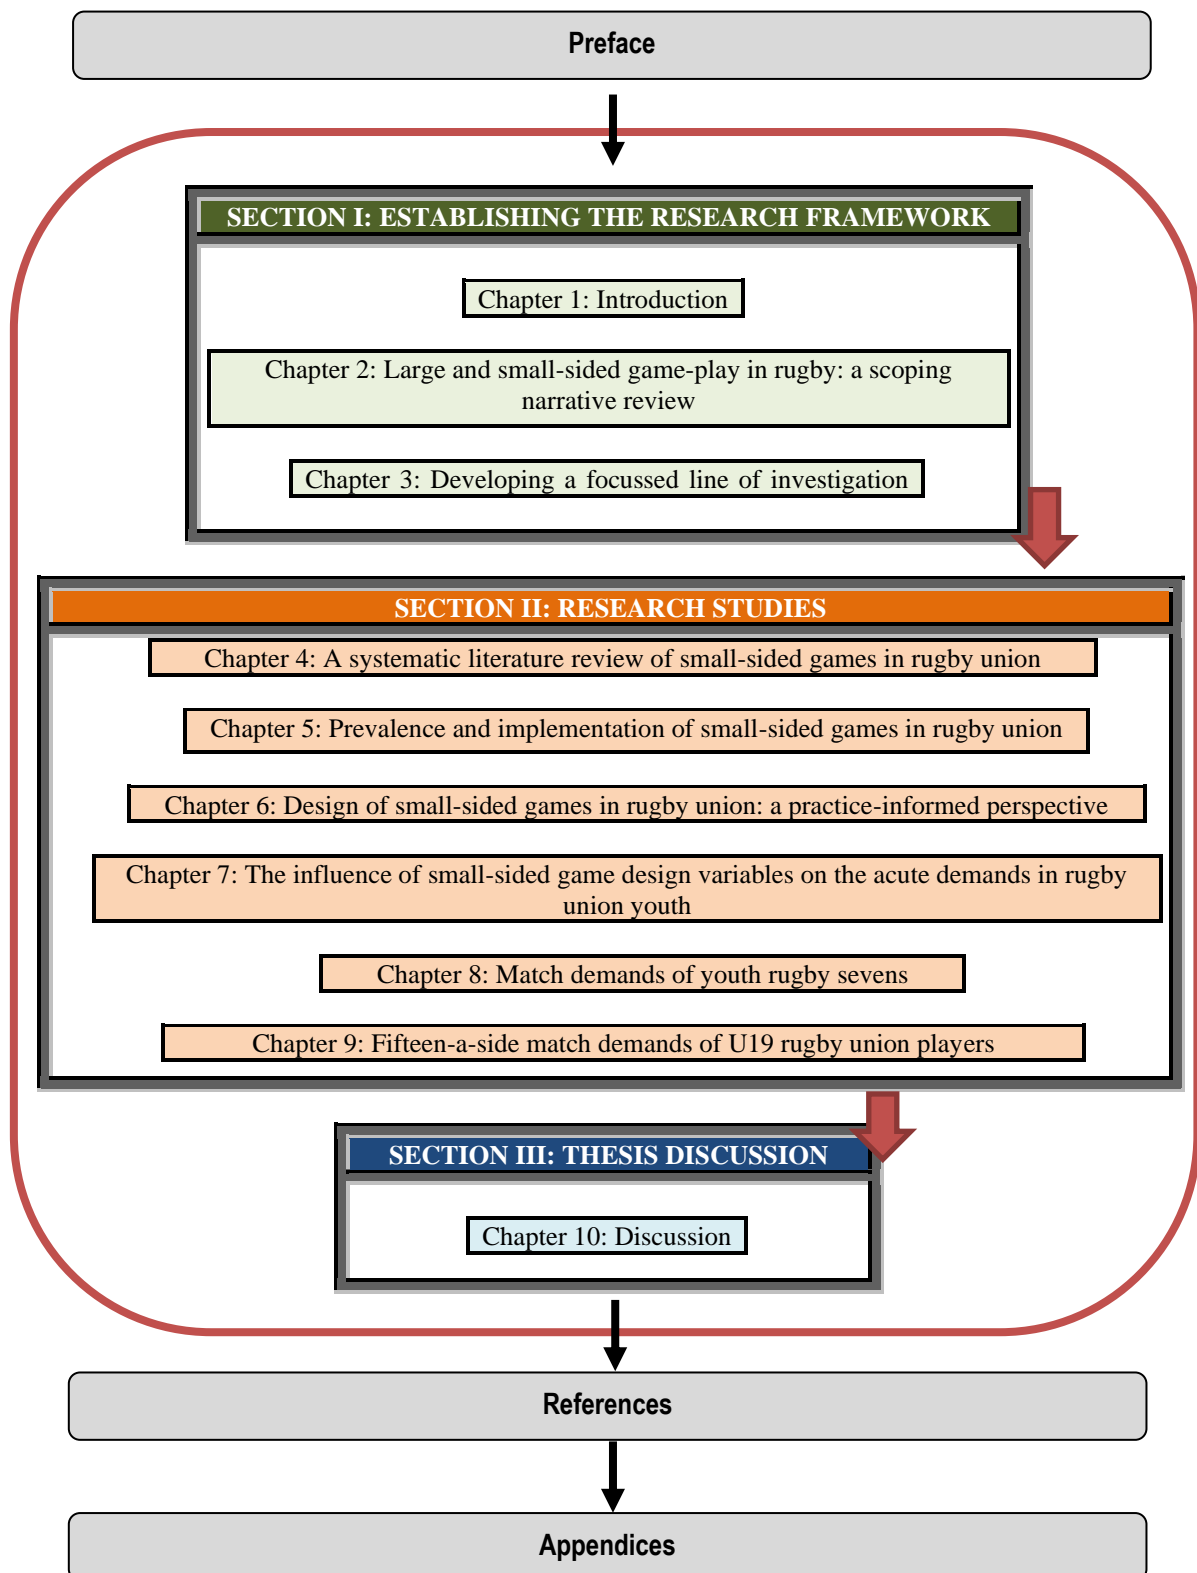 Preface
SECTION I: ESTABLISHING THE RESEARCH FRAMEWORK
Chapter 1: Introduction
Chapter 2: Large and small-sided game-play in rugby: a scoping
narrative review
Chapter 3: Developing a focussed line of investigation
SECTION II: RESEARCH STUDIES
Chapter 4: A systematic literature review of small-sided games in rugby union
Chapter 5: Prevalence and implementation of small-sided games in rugby union
Chapter 6: Design of small-sided games in rugby union: a practice-informed perspective
Chapter 7: The influence of small-sided game design variables on the acute demands in rugby
union youth
Chapter 8: Match demands of youth rugby sevens
Chapter 9: Fifteen-a-side match demands of U19 rugby union players
SECTION III: THESIS DISCUSSION
Chapter 10: Discussion
References
Appendices